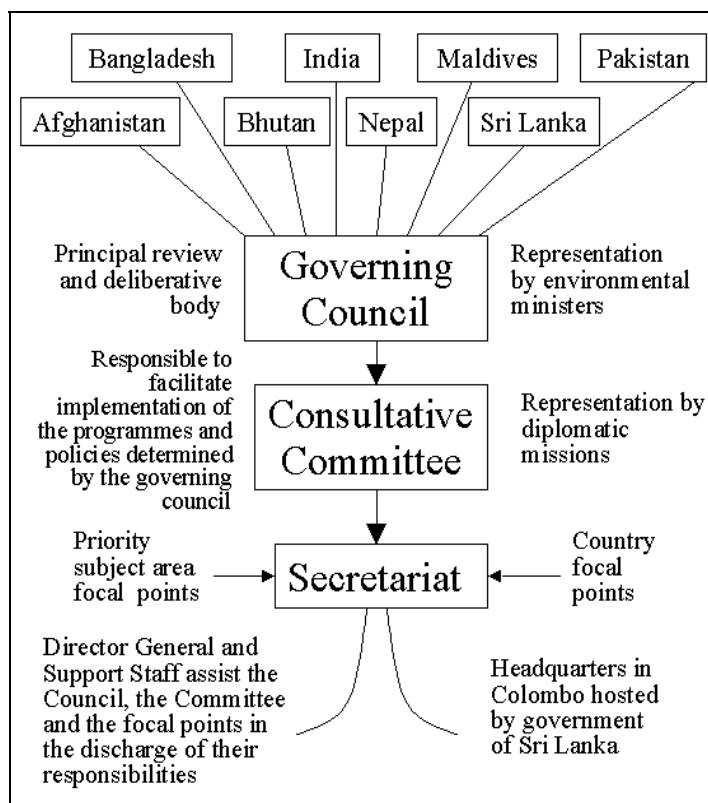 Bangladesh
India
Maldives
Pakistan
Afghanistan
Bhutan
Nepal
Sri Lanka
Principal review
and deliberative
body
Governing
Council
Representation
by environmental
ministers
Responsible to
facilitate
implementation of
the programmes and
policies determined
by the governing
council
Consultative
Committee
Representation by
diplomatic
missions
Priority
subject area
focal points
Secretariat
Country
focal
points
Director General and
Support Staff assist the
Council, the Committee
and the focal points in
the discharge of their
responsibilities
Headquarters in
Colombo hosted
by government
of Sri Lanka